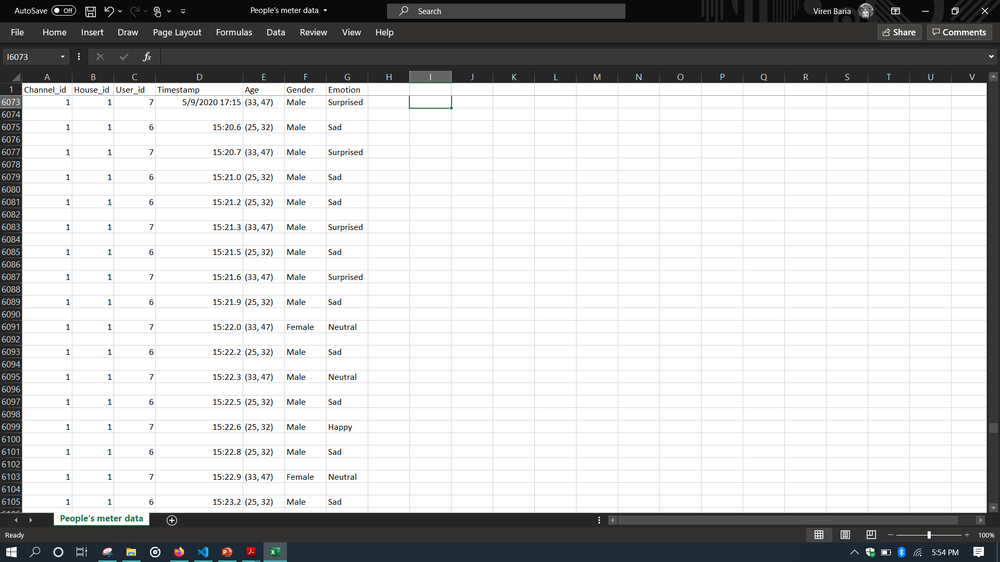 AutoSave Off People's meter data Search Viren Baria
File Home Insert Draw Page Layout Formulas Data Review View Help Share Comments
I6073 fx
A B C D E F G H I J K L M N O P Q R S T U V
1 Channel_id House_id User_id Timestamp Age Gender Emotion
6073 1 1 7 5/9/2020 17:15 (33, 47) Male Surprised
6074
6075 1 1 6 15:20.6 (25, 32) Male Sad
6076
6077 1 1 7 15:20.7 (33, 47) Male Surprised
6078
6079 1 1 6 15:21.0 (25, 32) Male Sad
6080
6081 1 1 6 15:21.2 (25, 32) Male Sad
6082
6083 1 1 7 15:21.3 (33, 47) Male Surprised
6084
6085 1 1 6 15:21.5 (25, 32) Male Sad
6086
6087 1 1 7 15:21.6 (33, 47) Male Surprised
6088
6089 1 1 6 15:21.9 (25, 32) Male Sad
6090
6091 1 1 7 15:22.0 (33, 47) Female Neutral
6092
6093 1 1 6 15:22.2 (25, 32) Male Sad
6094
6095 1 1 7 15:22.3 (33, 47) Male Neutral
6096
6097 1 1 6 15:22.5 (25, 32) Male Sad
6098
6099 1 1 7 15:22.6 (25, 32) Male Happy
6100
6101 1 1 6 15:22.8 (25, 32) Male Sad
6102
6103 1 1 7 15:22.9 (33, 47) Female Neutral
6104
6105 1 1 6 15:23.2 (25, 32) Male Sad
People's meter data
Ready 100%
5:54 PM